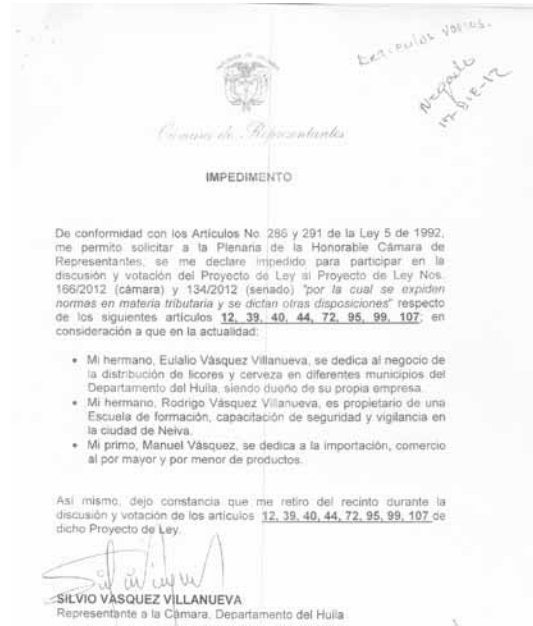 Negado
Cámara de Representantes
IMPEDIMENTO
De conformidad con los Artículos No. 286 y 291 de la Ley 5 de 1992,
me permito solicitar a la Plenaria de la Honorable Cámara de
Representantes, se me declare impedido para participar en la
discusión y votación del Proyecto de Ley al Proyecto de Ley Nos.
166/2012 (cámara) y 134/2012 (senado) "por la cual se expiden
normas en materia tributaria y se dictan otras disposiciones" respecto
de los siguientes artículos 12, 39, 40, 44, 72, 95, 99, 107; en
consideración a que en la actualidad:
• Mi hermano, Eulalio Vásquez Villanueva, se dedica al negocio de
la distribución de licores y cerveza en diferentes municipios del
Departamento del Huila, siendo dueño de su propia empresa.
• Mi hermano, Rodrigo Vásquez Villanueva, es propietario de una
Escuela de formación, capacitación de seguridad y vigilancia en
la ciudad de Neiva.
• Mi primo, Manuel Vásquez, se dedica a la importación, comercio
al por mayor y por menor de productos.
Así mismo, dejo constancia que me retiro del recinto durante la
discusión y votación de los artículos 12, 39, 40, 44, 72, 95, 99, 107 de
dicho Proyecto de Ley.
SILVIO VÁSQUEZ VILLANUEVA
Representante a la Cámara, Departamento del Huila